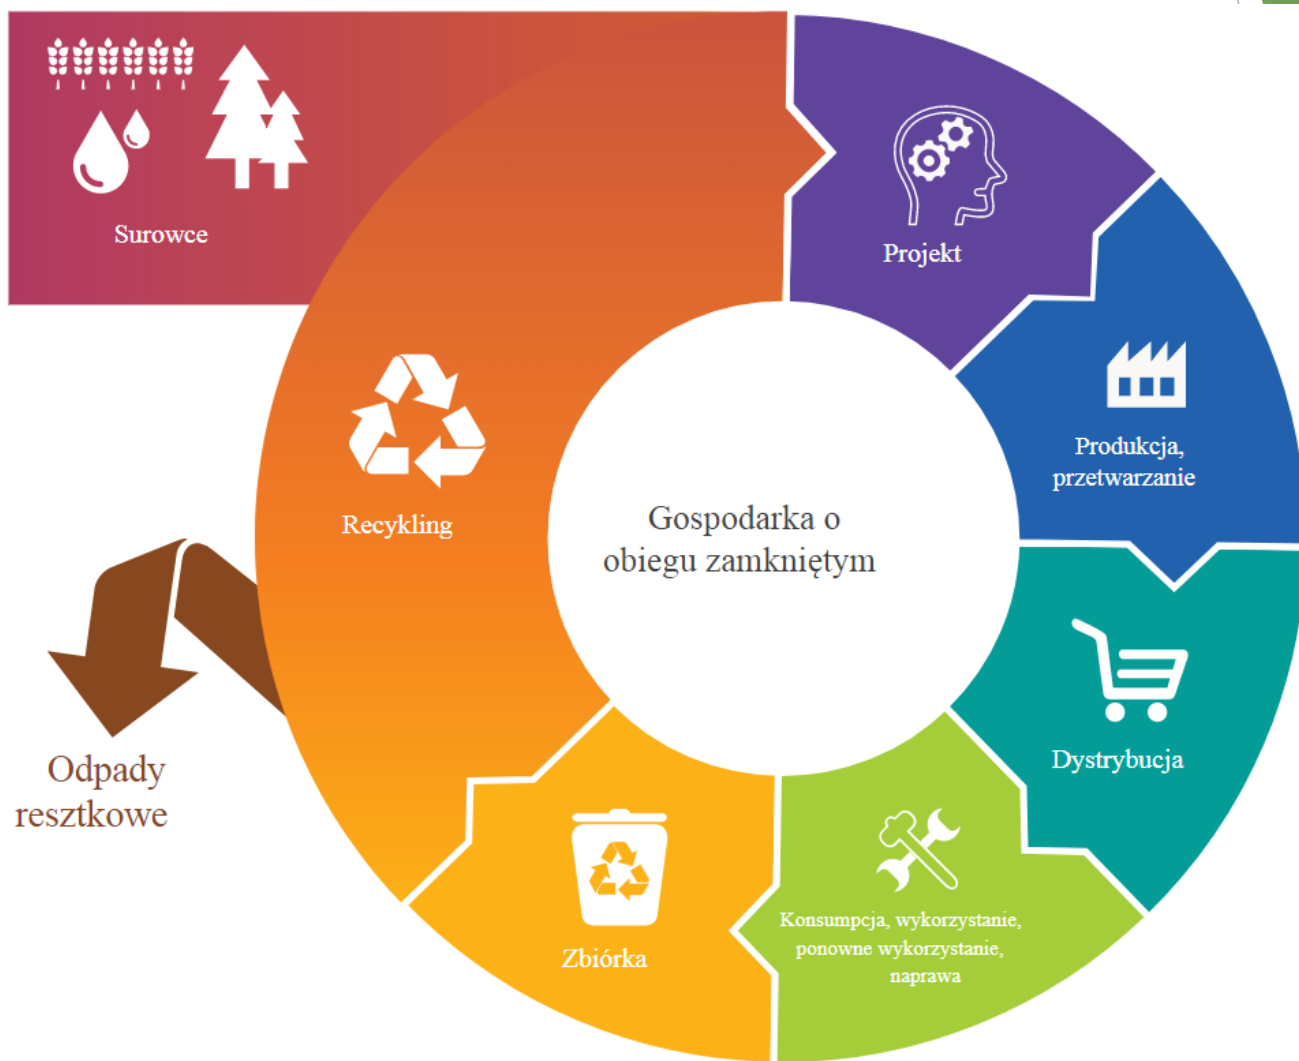 Surowce
Projekt
Produkcja,
przetwarzanie
Recykling
Gospodarka o
obiegu zamkniętym
Dystrybucja
Odpady
resztkowe
Konsumpcja, wykorzystanie,
ponowne wykorzystanie,
naprawa
Zbiórka